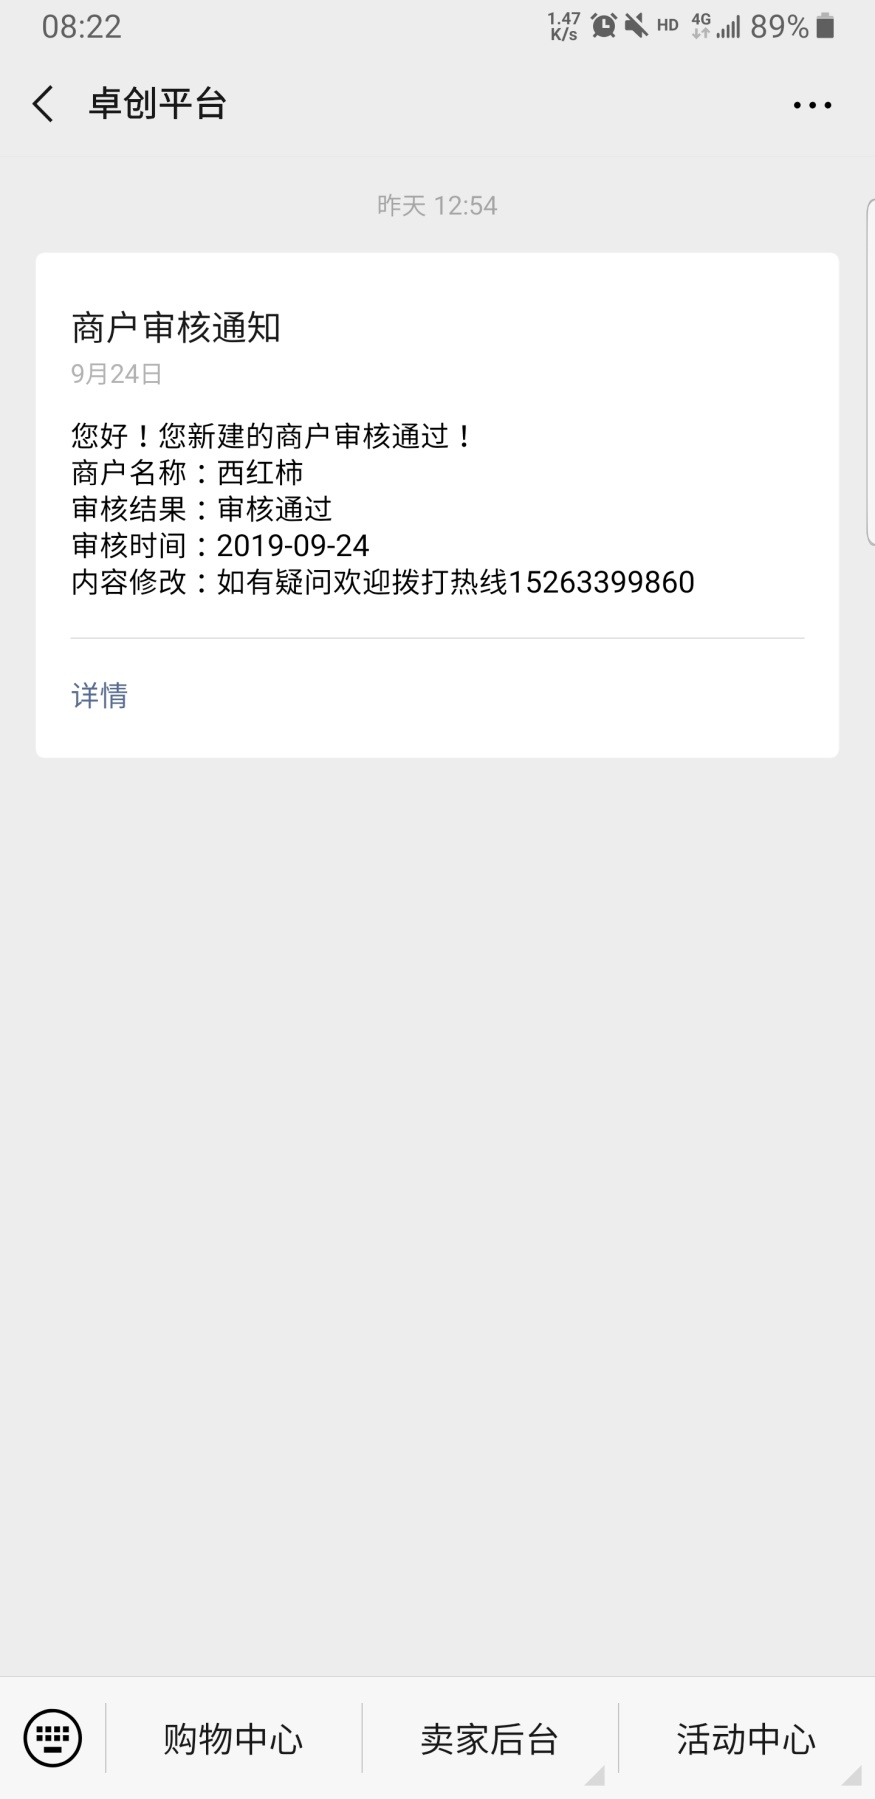 08:22
1.47
K/s
HD
4G
89%
卓创平台
昨天 12:54
商户审核通知
9月24日
您好！您新建的商户审核通过！
商户名称：西红柿
审核结果：审核通过
审核时间：2019-09-24
内容修改：如有疑问欢迎拨打热线15263399860
详情
购物中心
卖家后台
活动中心